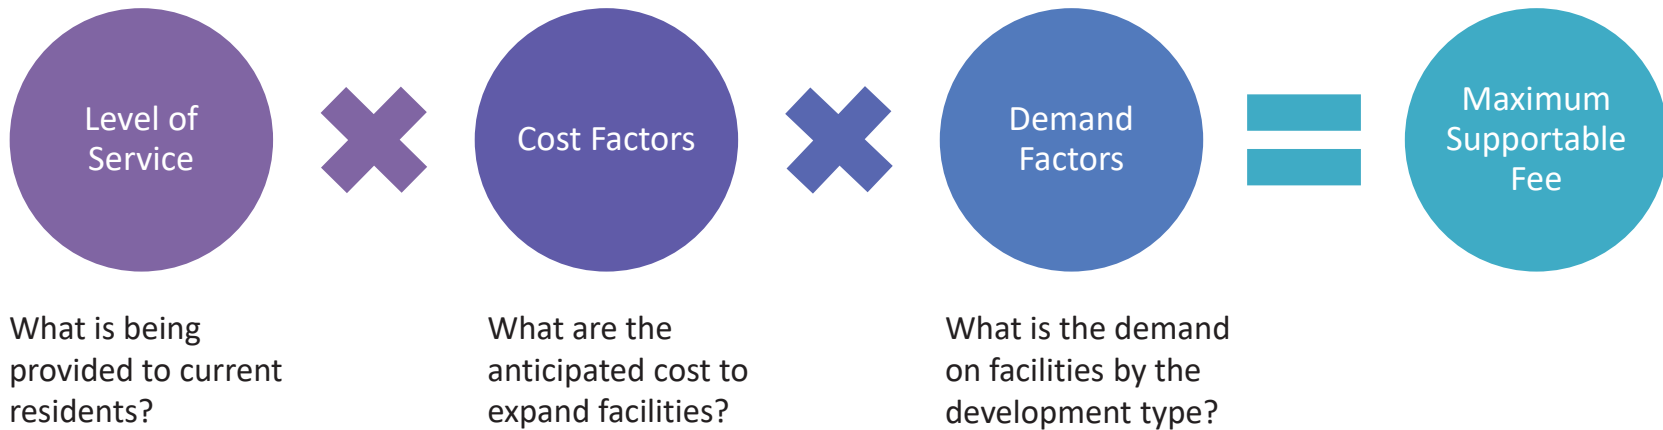 Level of
Service
Cost Factors
Demand
Factors
Maximum
Supportable
Fee
What is being
provided to current
residents?
What are the
anticipated cost to
expand facilities?
What is the demand
on facilities by the
development type?